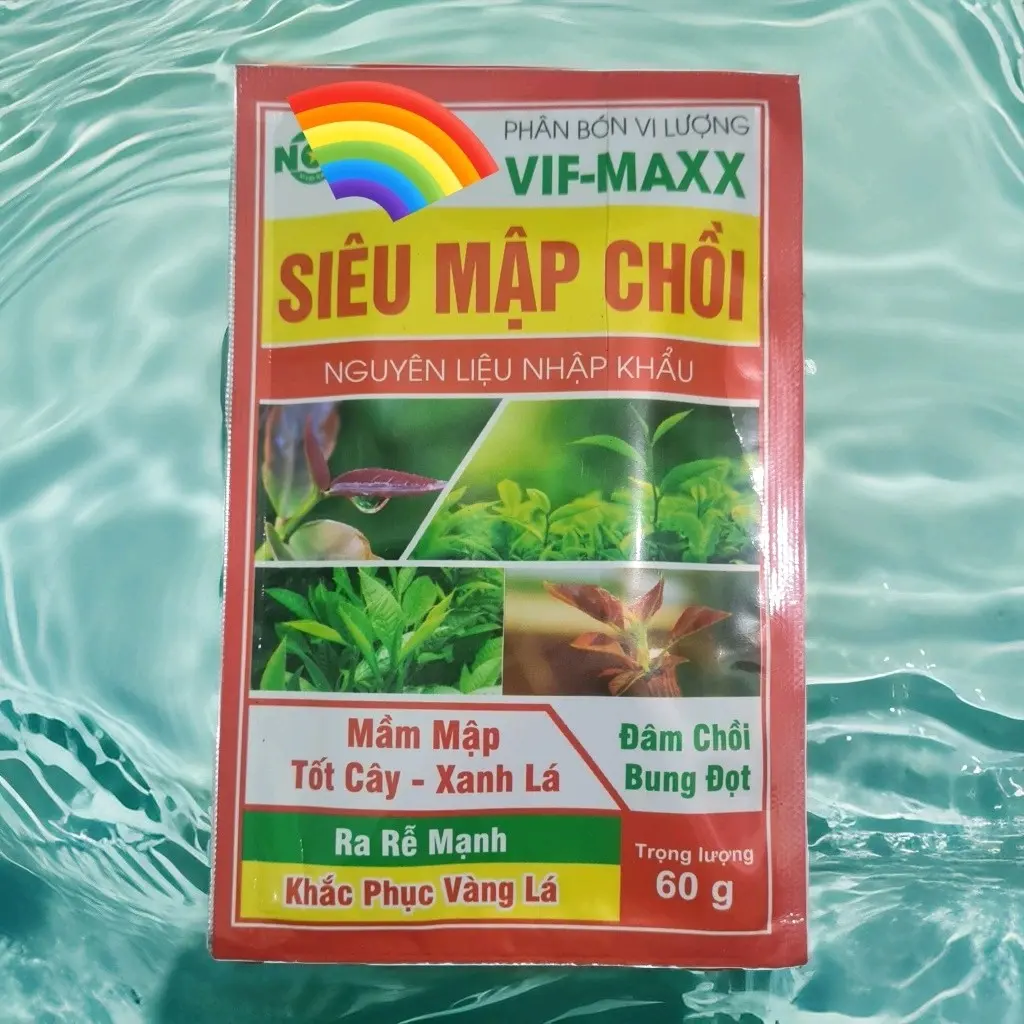 PHÂN BÓN VI LƯỢNG
VIF-MAXX
SIÊU MẬP CHỒI
NGUYÊN LIỆU NHẬP KHẨU
Mầm Mập
Tốt Cây - Xanh Lá
Đâm Chồi
Bung Đọt
Ra Rễ Mạnh
Khắc Phục Vàng Lá
Trọng lượng
60 g